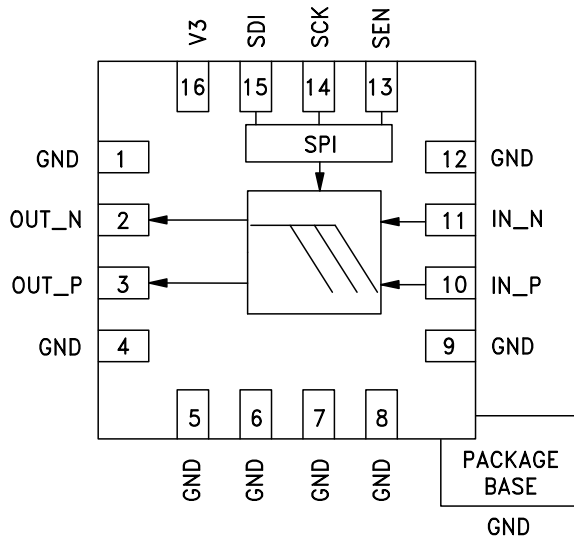 V3 SDI SCK SEN
16 15 14 13
SPI
GND 1 12 GND
OUT_N 2 11 IN_N
OUT_P 3 10 IN_P
GND 4 9 GND
5 6 7 8
GND GND GND GND
PACKAGE
BASE
GND